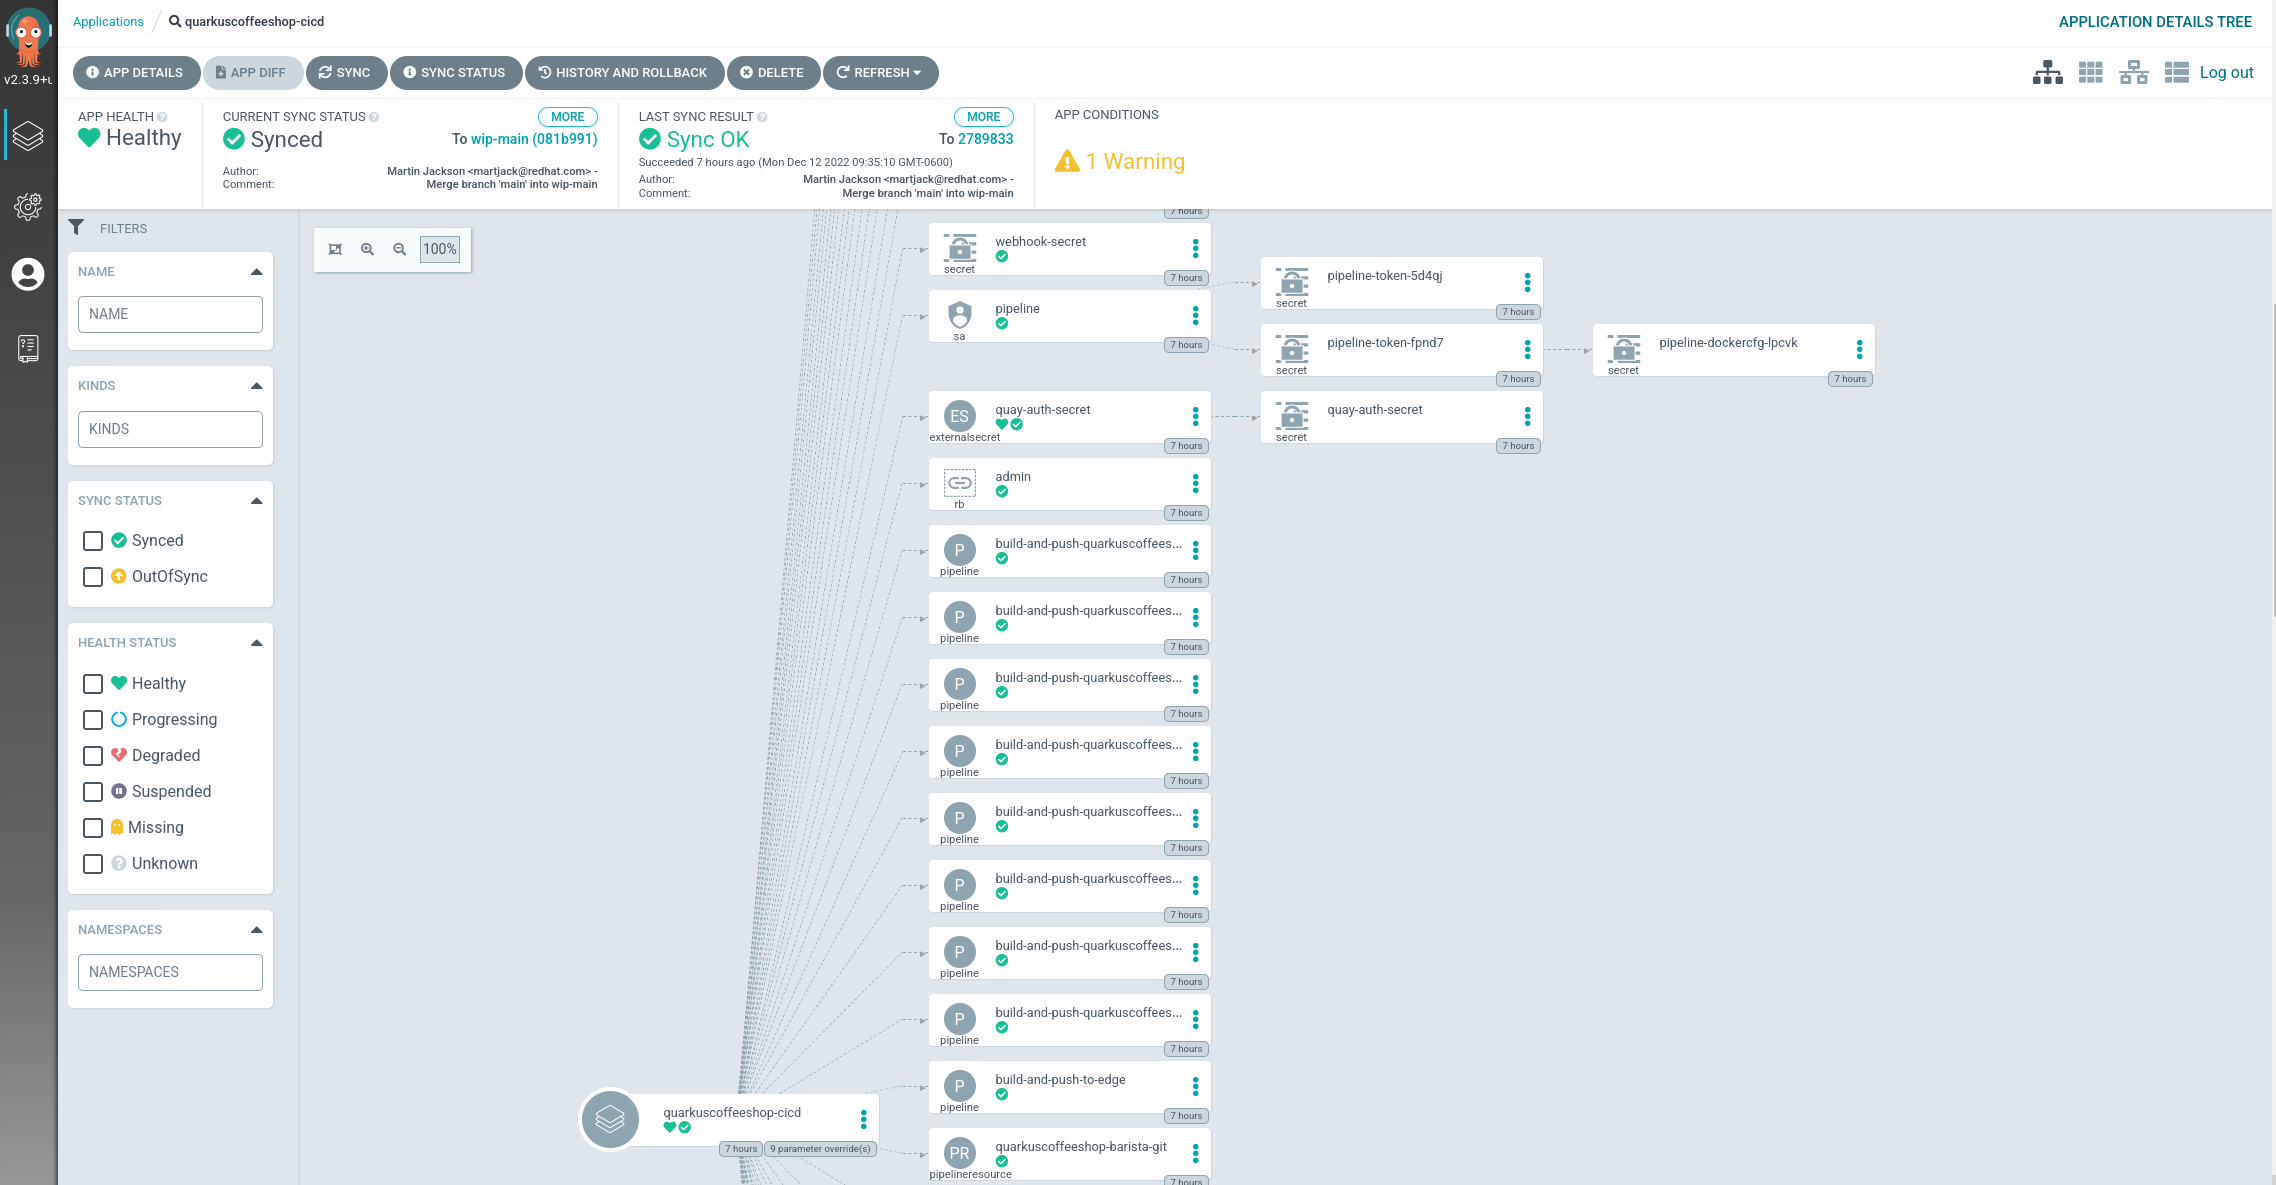 Applications / quarkuscoffeeshop-cicd
APPLICATION DETAILS TREE
v2.3.9+u
APP DETAILS
APP DIFF
SYNC
SYNC STATUS
HISTORY AND ROLLBACK
DELETE
REFRESH
Log out
APP HEALTH
Healthy
CURRENT SYNC STATUS
MORE
Synced
To wip-main (081b991)
Author: Martin Jackson <martjack@redhat.com> -
Comment: Merge branch 'main' into wip-main
LAST SYNC RESULT
MORE
Sync OK
To 2789833
Succeeded 7 hours ago (Mon Dec 12 2022 09:35:10 GMT-0600)
Author: Martin Jackson <martjack@redhat.com> -
Comment: Merge branch 'main' into wip-main
APP CONDITIONS
1 Warning
FILTERS
NAME
NAME
KINDS
KINDS
SYNC STATUS
Synced
OutOfSync
HEALTH STATUS
Healthy
Progressing
Degraded
Suspended
Missing
Unknown
NAMESPACES
NAMESPACES
100%
7 hours
webhook-secret
secret
7 hours
pipeline
sa
7 hours
pipeline-token-5d4qj
secret
7 hours
pipeline-token-fpnd7
secret
7 hours
pipeline-dockercfg-lpcvk
secret
7 hours
ES
quay-auth-secret
externalsecret
7 hours
quay-auth-secret
secret
7 hours
admin
rb
7 hours
P
build-and-push-quarkuscoffees...
pipeline
7 hours
P
build-and-push-quarkuscoffees...
pipeline
7 hours
P
build-and-push-quarkuscoffees...
pipeline
7 hours
P
build-and-push-quarkuscoffees...
pipeline
7 hours
P
build-and-push-quarkuscoffees...
pipeline
7 hours
P
build-and-push-quarkuscoffees...
pipeline
7 hours
P
build-and-push-quarkuscoffees...
pipeline
7 hours
P
build-and-push-quarkuscoffees...
pipeline
7 hours
P
build-and-push-to-edge
pipeline
7 hours
quarkuscoffeeshop-cicd
7 hours
9 parameter override(s)
PR
quarkuscoffeeshop-barista-git
pipelineresource
7 hours